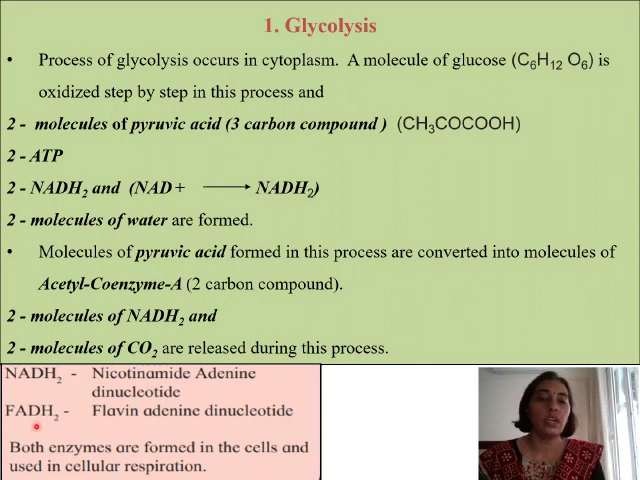 1. Glycolysis
• Process of glycolysis occurs in cytoplasm. A molecule of glucose (C₆H₁₂ O₆) is
oxidized step by step in this process and
2 - molecules of pyruvic acid (3 carbon compound ) (CH₃COCOOH)
2 - ATP
2 - NADH₂ and (NAD + ⟶ NADH₂)
2 - molecules of water are formed.
• Molecules of pyruvic acid formed in this process are converted into molecules of
Acetyl-Coenzyme-A (2 carbon compound).
2 - molecules of NADH₂ and
2 - molecules of CO₂ are released during this process.
NADH₂ - Nicotinamide Adenine
dinucleotide
FADH₂ - Flavin adenine dinucleotide
Both enzymes are formed in the cells and
used in cellular respiration.